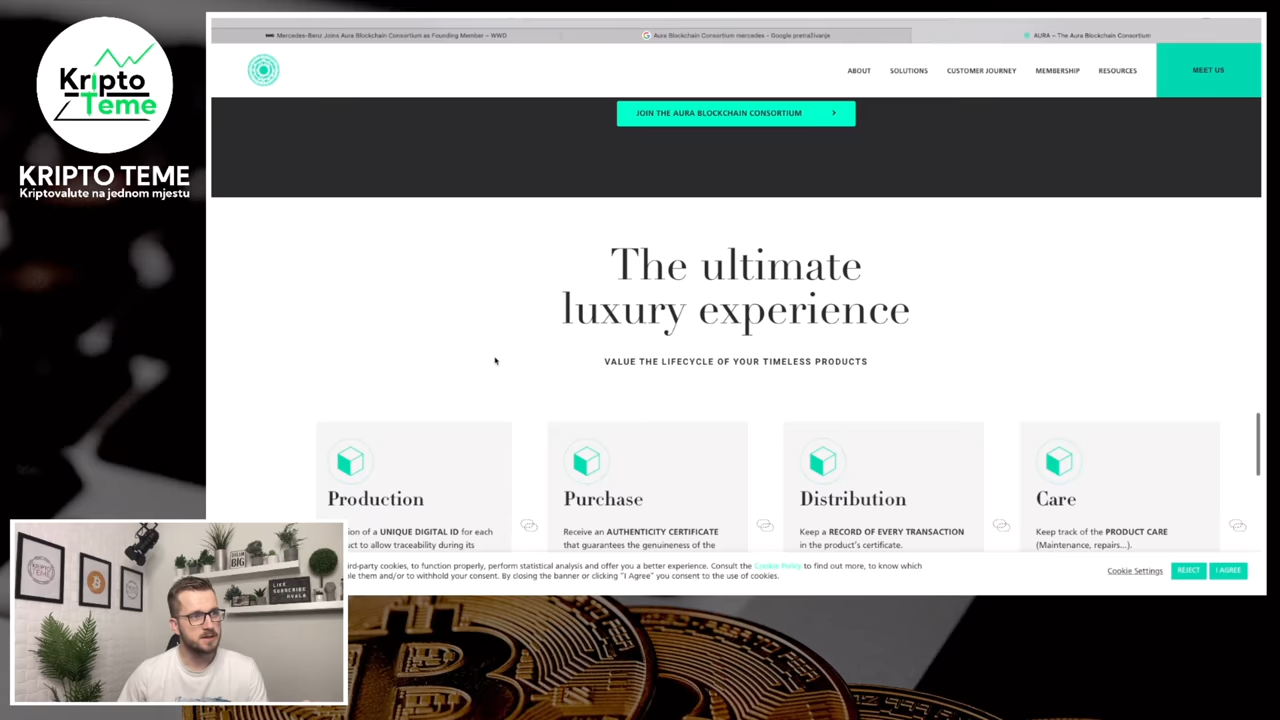 Kripto
Teme
KRIPTO TEME
Kriptovalute na jednom mjestu
Mercedes-Benz Joins Aura Blockchain Consortium as Founding Member – WWD
Aura Blockchain Consortium mercedes - Google pretraživanje
AURA – The Aura Blockchain Consortium
ABOUT
SOLUTIONS
CUSTOMER JOURNEY
MEMBERSHIP
RESOURCES
MEET US
JOIN THE AURA BLOCKCHAIN CONSORTIUM
The ultimate
luxury experience
VALUE THE LIFECYCLE OF YOUR TIMELESS PRODUCTS
Production
of a UNIQUE DIGITAL ID for each
to allow traceability during its
Purchase
Receive an AUTHENTICITY CERTIFICATE
that guarantees the genuineness of the
Distribution
Keep a RECORD OF EVERY TRANSACTION
in the product's certificate.
Care
Keep track of the PRODUCT CARE
(Maintenance, repairs...).
cookies, to function properly, perform statistical analysis and offer you a better experience. Consult the Cookie Policy to find out more, to know which
them and/or to withhold your consent. By closing the banner or clicking "I Agree" you consent to the use of cookies.
Cookie Settings
REJECT
I AGREE
DREAM
BIG
LIKE
SUBSCRIBE
HVALA